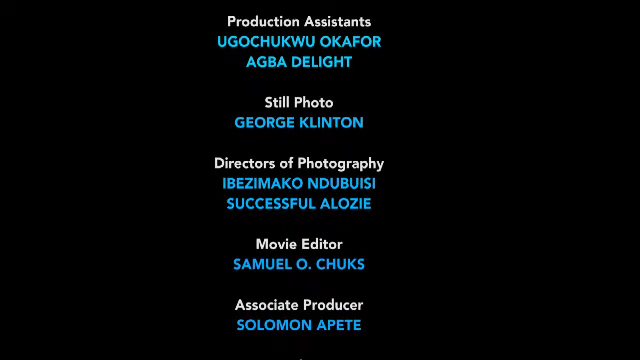 Production Assistants
UGOCHUKWU OKAFOR
AGBA DELIGHT
Still Photo
GEORGE KLINTON
Directors of Photography
IBEZIMAKO NDUBUISI
SUCCESSFUL ALOZIE
Movie Editor
SAMUEL O. CHUKS
Associate Producer
SOLOMON APETE